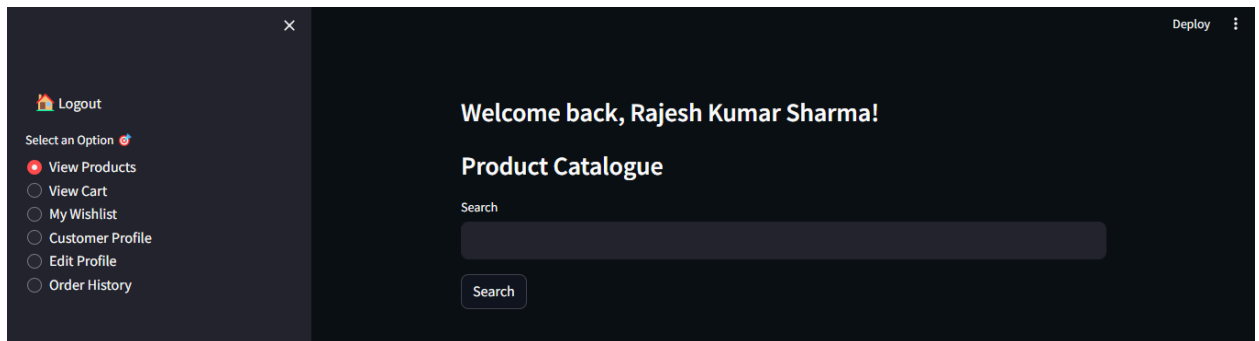 Deploy
Logout
Select an Option
View Products
View Cart
My Wishlist
Customer Profile
Edit Profile
Order History
Welcome back, Rajesh Kumar Sharma!
Product Catalogue
Search
Search